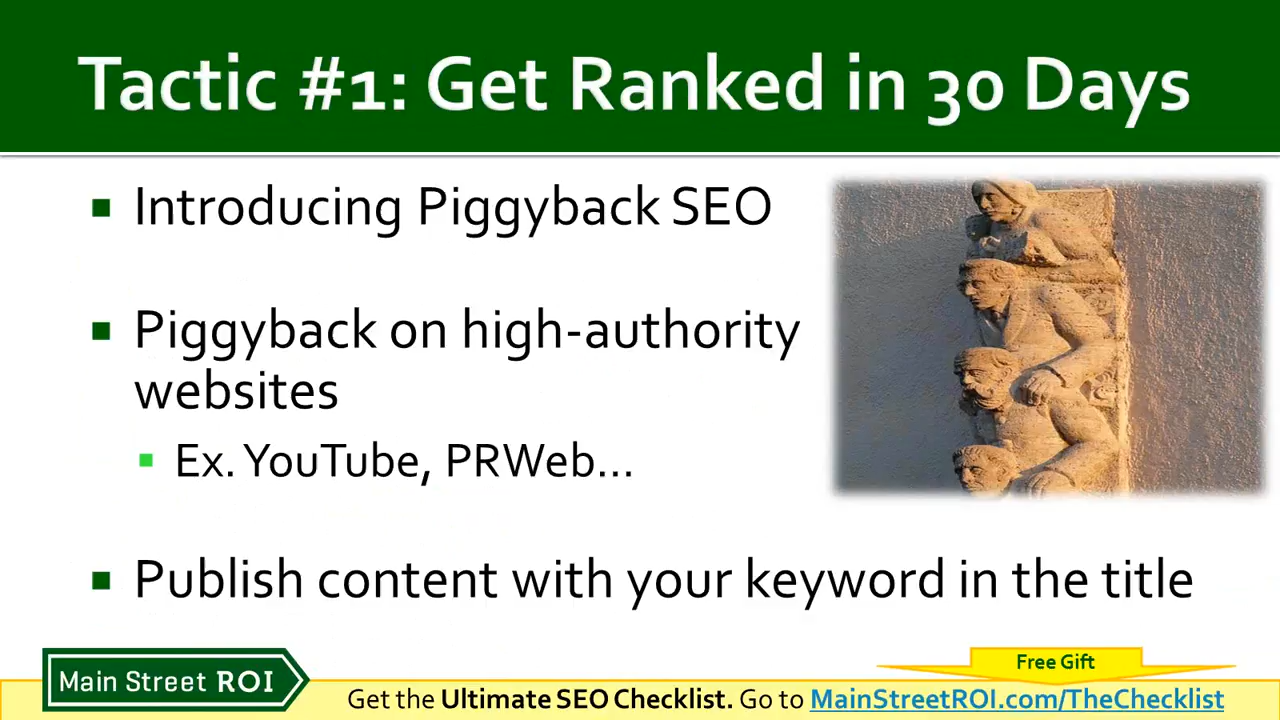 Tactic #1: Get Ranked in 30 Days
Introducing Piggyback SEO
Piggyback on high-authority
websites
Ex. YouTube, PRWeb...
Publish content with your keyword in the title
Main Street ROI
Free Gift
Get the Ultimate SEO Checklist. Go to MainStreetROI.com/TheChecklist